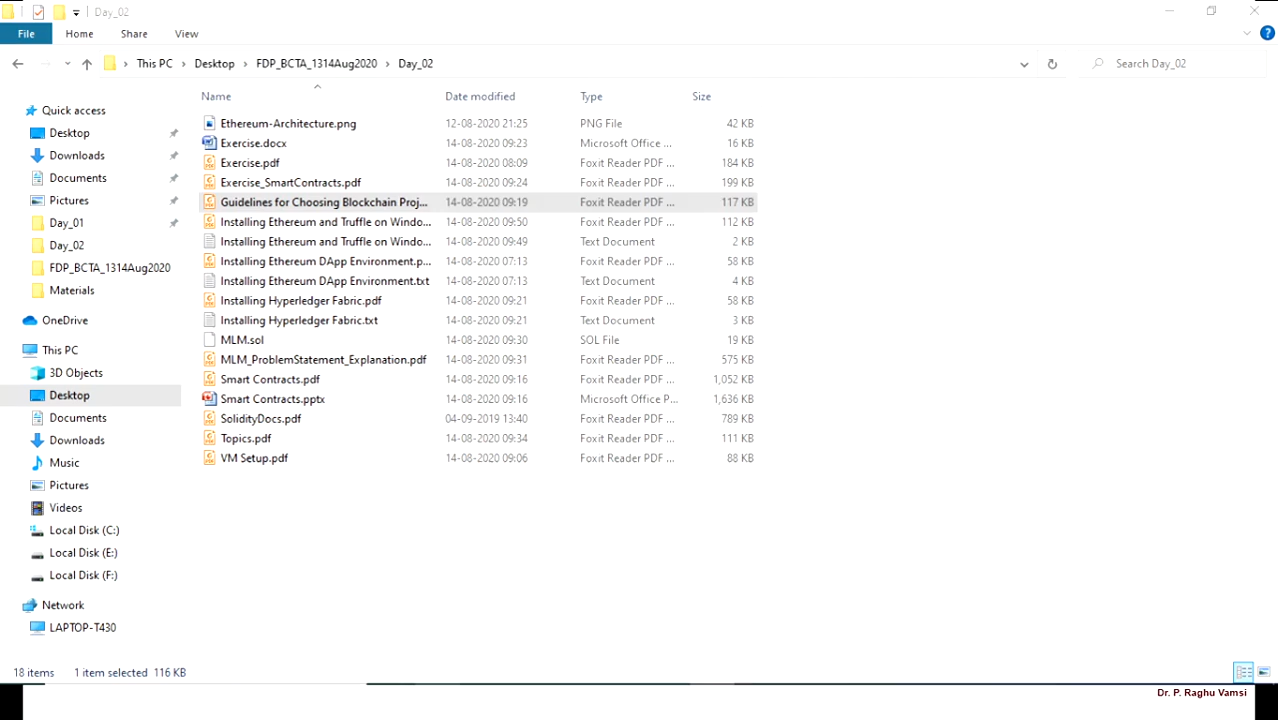 Day_02
File Home Share View
This PC Desktop FDP_BCTA_1314Aug2020 Day_02 Search Day_02
Name Date modified Type Size
Quick access
Desktop
Downloads
Documents
Pictures
Day_01
Day_02
FDP_BCTA_1314Aug2020
Materials
OneDrive
This PC
3D Objects
Desktop
Documents
Downloads
Music
Pictures
Videos
Local Disk (C:)
Local Disk (E:)
Local Disk (F:)
Network
LAPTOP-T430
Ethereum-Architecture.png 12-08-2020 21:25 PNG File 42 KB
Exercise.docx 14-08-2020 09:23 Microsoft Office ... 16 KB
Exercise.pdf 14-08-2020 08:09 Foxit Reader PDF ... 184 KB
Exercise_SmartContracts.pdf 14-08-2020 09:24 Foxit Reader PDF ... 199 KB
Guidelines for Choosing Blockchain Proj... 14-08-2020 09:19 Foxit Reader PDF ... 117 KB
Installing Ethereum and Truffle on Windo... 14-08-2020 09:50 Foxit Reader PDF ... 112 KB
Installing Ethereum and Truffle on Windo... 14-08-2020 09:49 Text Document 2 KB
Installing Ethereum DApp Environment.p... 14-08-2020 07:13 Foxit Reader PDF ... 58 KB
Installing Ethereum DApp Environment.txt 14-08-2020 07:13 Text Document 4 KB
Installing Hyperledger Fabric.pdf 14-08-2020 09:21 Foxit Reader PDF ... 58 KB
Installing Hyperledger Fabric.txt 14-08-2020 09:21 Text Document 3 KB
MLM.sol 14-08-2020 09:30 SOL File 19 KB
MLM_ProblemStatement_Explanation.pdf 14-08-2020 09:31 Foxit Reader PDF ... 575 KB
Smart Contracts.pdf 14-08-2020 09:16 Foxit Reader PDF ... 1,052 KB
Smart Contracts.pptx 14-08-2020 09:16 Microsoft Office P... 1,636 KB
SolidityDocs.pdf 04-09-2019 13:40 Foxit Reader PDF ... 789 KB
Topics.pdf 14-08-2020 09:34 Foxit Reader PDF ... 111 KB
VM Setup.pdf 14-08-2020 09:06 Foxit Reader PDF ... 88 KB
18 items 1 item selected 116 KB
Dr. P. Raghu Vamsi